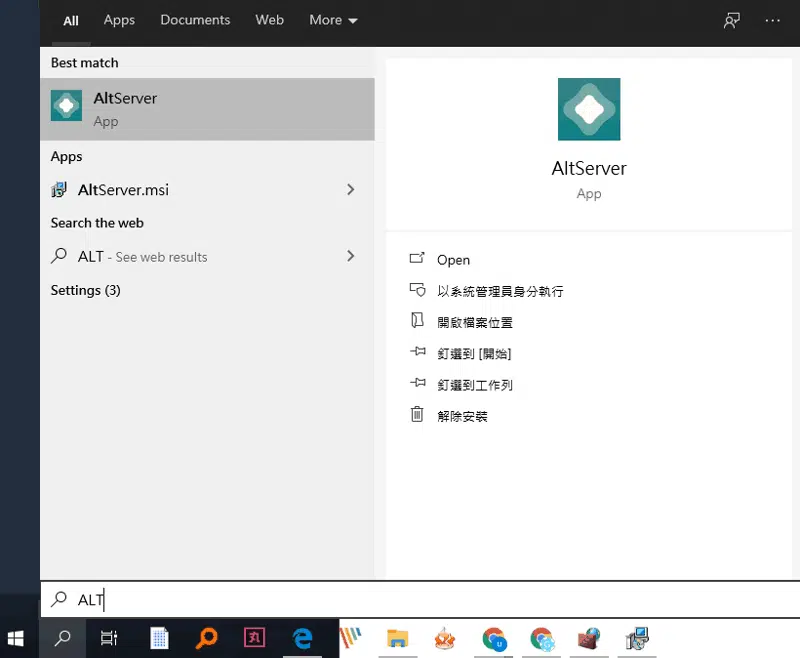 All Apps Documents Web More
Best match
AltServer
App
Apps
AltServer.msi
Search the web
ALT - See web results
Settings (3)
AltServer
App
Open
以系統管理員身分執行
開啟檔案位置
釘選到 [開始]
釘選到工作列
解除安裝
ALT